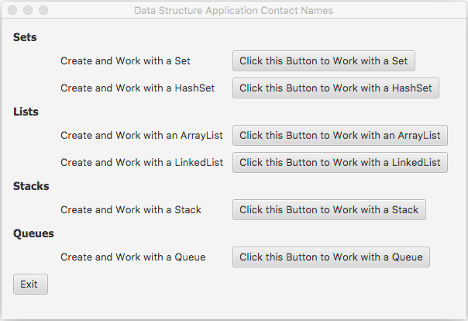 Data Structure Application Contact Names
Sets
Create and Work with a Set Click this Button to Work with a Set
Create and Work with a HashSet Click this Button to Work with a HashSet
Lists
Create and Work with an ArrayList Click this Button to Work with an ArrayList
Create and Work with a LinkedList Click this Button to Work with a LinkedList
Stacks
Create and Work with a Stack Click this Button to Work with a Stack
Queues
Create and Work with a Queue Click this Button to Work with a Queue
Exit